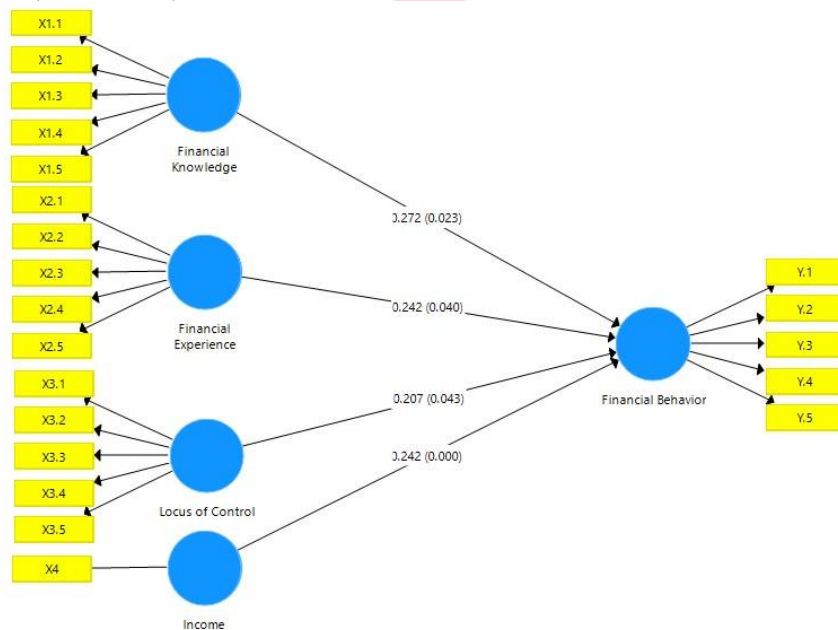 X1.1
X1.2
X1.3
X1.4
X1.5
Financial
Knowledge
X2.1
X2.2
X2.3
X2.4
X2.5
Financial
Experience
X3.1
X3.2
X3.3
X3.4
X3.5
Locus of Control
X4
Income
0.272 (0.023)
0.242 (0.040)
0.207 (0.043)
0.242 (0.000)
Financial Behavior
Y.1
Y.2
Y.3
Y.4
Y.5